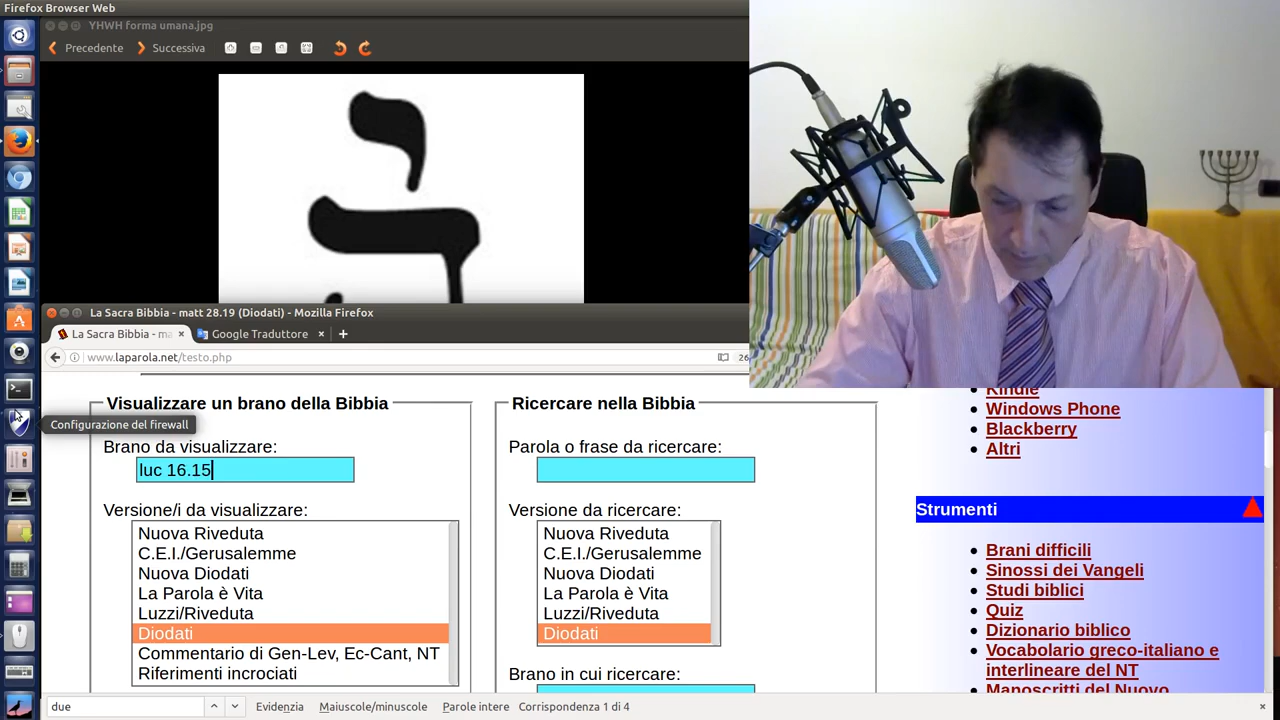 Firefox Browser Web
YHWH forma umana.jpg
Precedente
Successiva
י
ה
La Sacra Bibbia - matt 28.19 (Diodati) - Mozilla Firefox
La Sacra Bibbia - ma
Google Traduttore
www.laparola.net/testo.php
26
Visualizzare un brano della Bibbia
Ricercare nella Bibbia
Kindle
Windows Phone
Blackberry
Altri
Configurazione del firewall
Brano da visualizzare:
Parola o frase da ricercare:
luc 16.15
Versione/i da visualizzare:
Versione da ricercare:
Nuova Riveduta
C.E.I./Gerusalemme
Nuova Diodati
La Parola è Vita
Luzzi/Riveduta
Diodati
Commentario di Gen-Lev, Ec-Cant, NT
Riferimenti incrociati
Nuova Riveduta
C.E.I./Gerusalemme
Nuova Diodati
La Parola è Vita
Luzzi/Riveduta
Diodati
Brano in cui ricercare:
Strumenti
Brani difficili
Sinossi dei Vangeli
Studi biblici
Quiz
Dizionario biblico
Vocabolario greco-italiano e
interlineare del NT
Manoscritti del Nuovo
due
Evidenzia
Maiuscole/minuscole
Parole intere
Corrispondenza 1 di 4